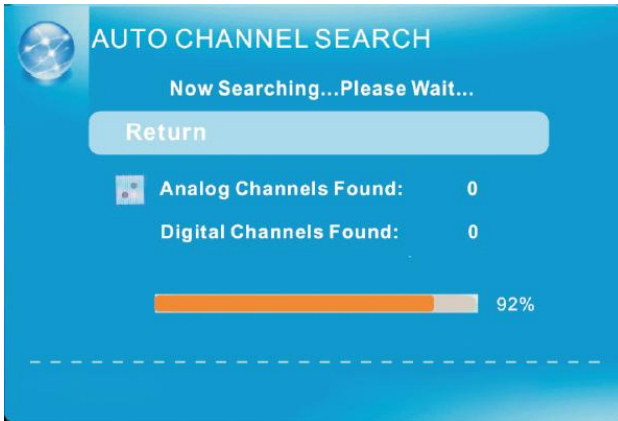 AUTO CHANNEL SEARCH
Now Searching...Please Wait...
Return
Analog Channels Found: 0
Digital Channels Found: 0
92%